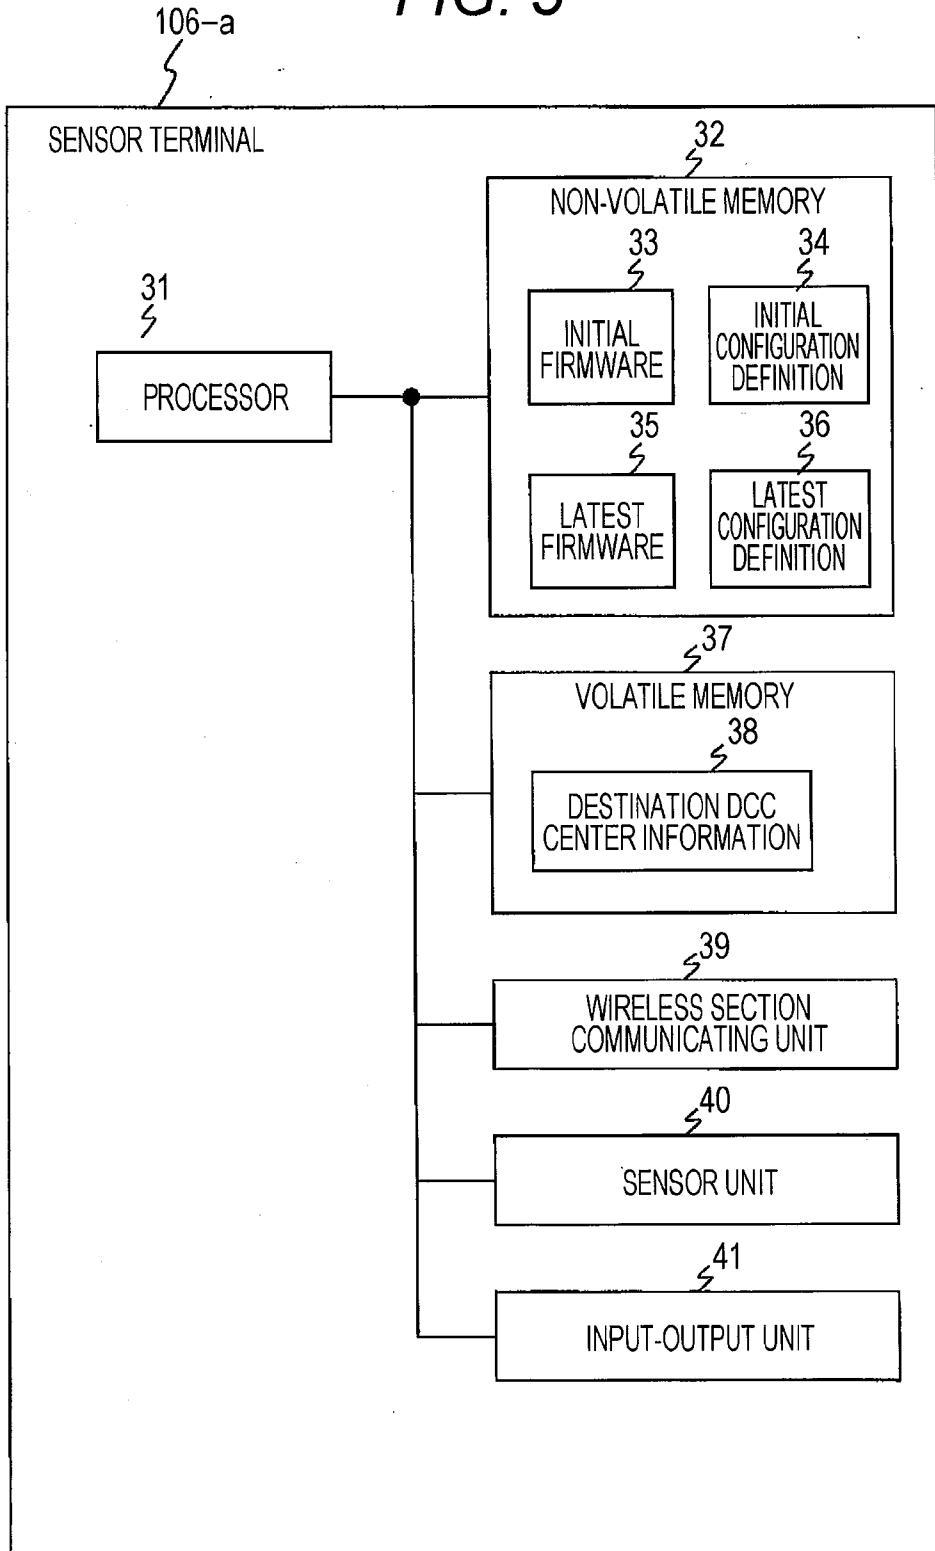 FIG. 3
106-a
SENSOR TERMINAL
32
NON-VOLATILE MEMORY
33
34
31
INITIAL
FIRMWARE
INITIAL
CONFIGURATION
DEFINITION
PROCESSOR
35
36
LATEST
FIRMWARE
LATEST
CONFIGURATION
DEFINITION
37
VOLATILE MEMORY
38
DESTINATION DCC
CENTER INFORMATION
39
WIRELESS SECTION
COMMUNICATING UNIT
40
SENSOR UNIT
41
INPUT-OUTPUT UNIT